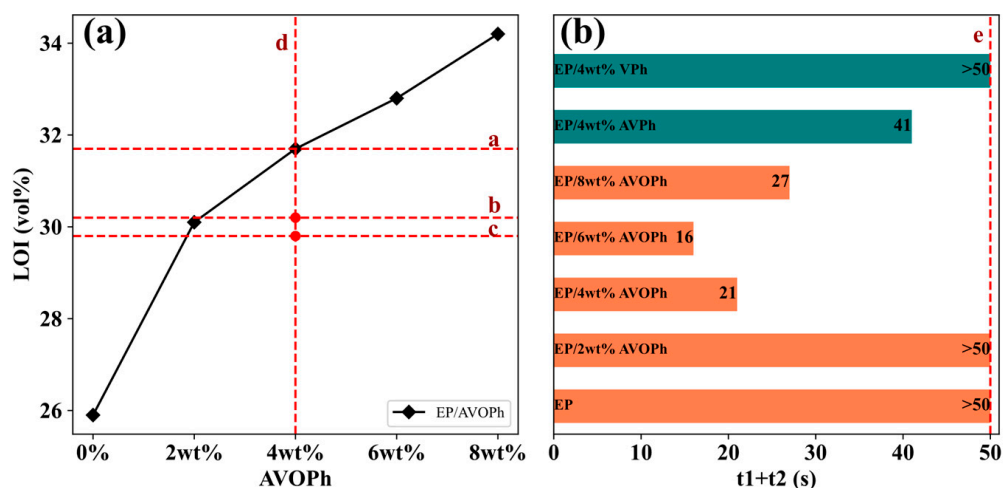 (a)
d
34
32
30
28
26
LOI (vol%)
a
b
c
EP/AVOPh
0%
2wt%
4wt%
6wt%
8wt%
AVOPh
(b)
e
EP/4wt% VPh
>50
EP/4wt% AVPh
41
EP/8wt% AVOPh
27
EP/6wt% AVOPh
16
EP/4wt% AVOPh
21
EP/2wt% AVOPh
>50
EP
>50
0
10
20
30
40
50
t1+t2 (s)